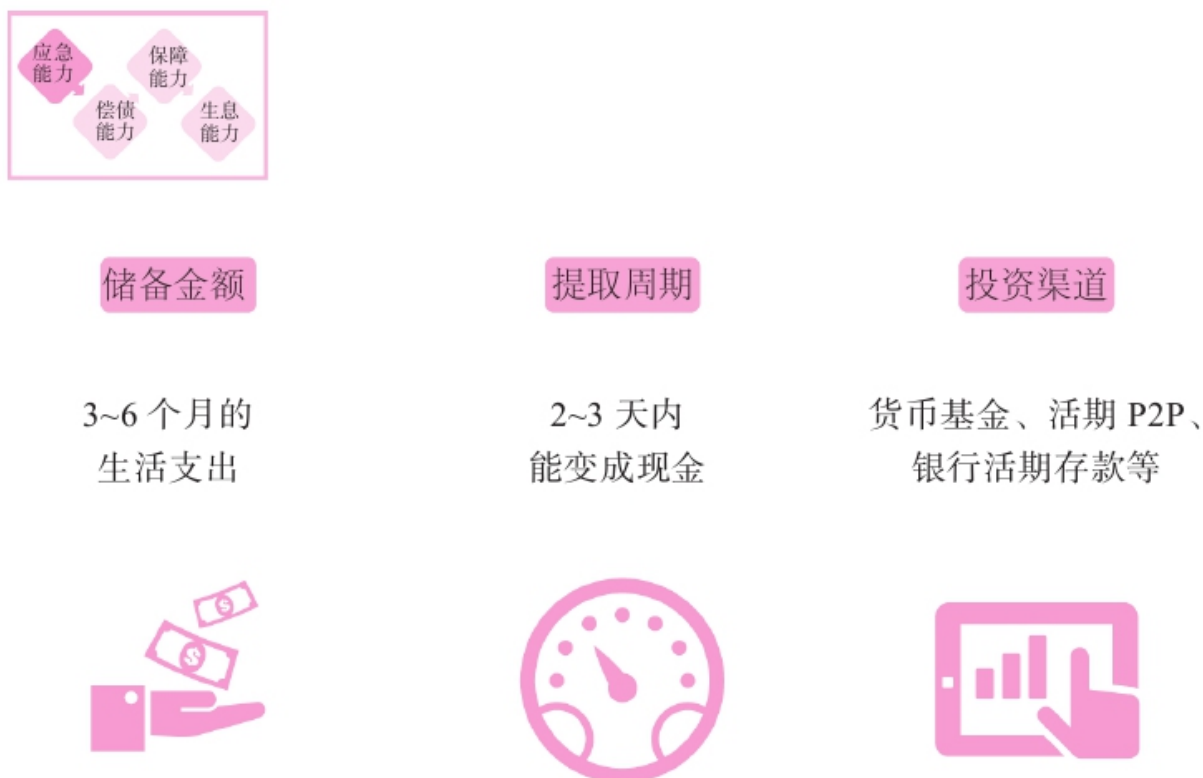 应急
能力
保障
能力
偿债
能力
生息
能力
储备金额
提取周期
投资渠道
3~6 个月的
生活支出
2~3 天内
能变成现金
货币基金、活期 P2P、
银行活期存款等